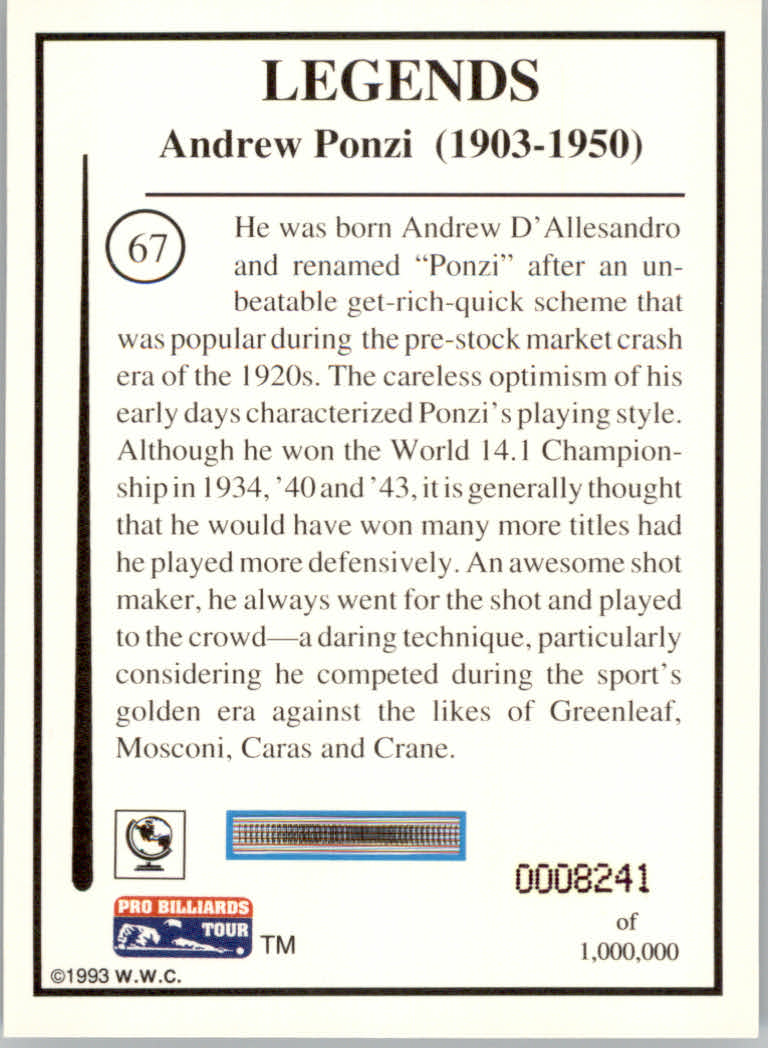 LEGENDS
Andrew Ponzi (1903-1950)
67
He was born Andrew D'Allesandro
and renamed “Ponzi” after an un-
beatable get-rich-quick scheme that
was popular during the pre-stock market crash
era of the 1920s. The careless optimism of his
early days characterized Ponzi's playing style.
Although he won the World 14.1 Champion-
ship in 1934, '40 and '43, it is generally thought
that he would have won many more titles had
he played more defensively. An awesome shot
maker, he always went for the shot and played
to the crowd—a daring technique, particularly
considering he competed during the sport's
golden era against the likes of Greenleaf,
Mosconi, Caras and Crane.
0008241
of
1,000,000
PRO BILLIARDS
TOUR
TM
©1993 W.W.C.